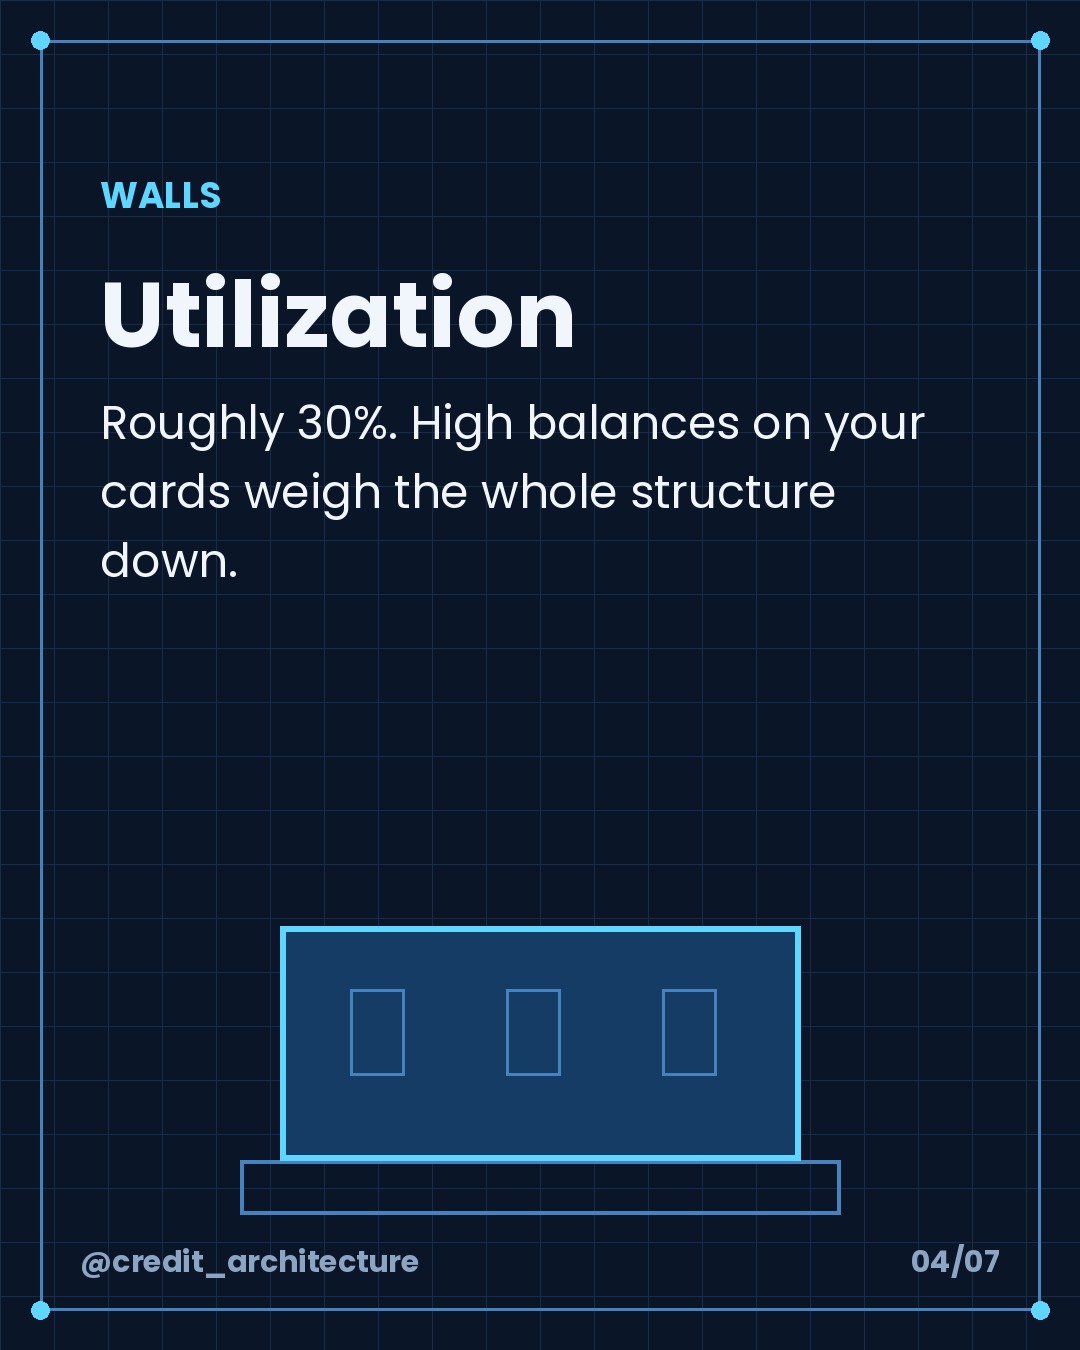 WALLS
Utilization
Roughly 30%. High balances on your
cards weigh the whole structure
down.
@credit_architecture
04/07